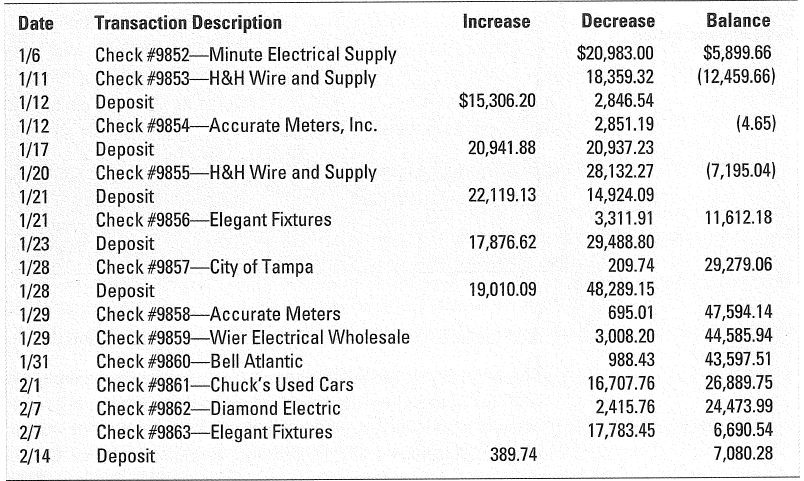 Date Transaction Description Increase Decrease Balance
1/6 Check #9852—Minute Electrical Supply $20,983.00 $5,899.66
1/11 Check #9853—H&H Wire and Supply 18,359.32 (12,459.66)
1/12 Deposit $15,306.20 2,846.54
1/12 Check #9854—Accurate Meters, Inc. 2,851.19 (4.65)
1/17 Deposit 20,941.88 20,937.23
1/20 Check #9855—H&H Wire and Supply 28,132.27 (7,195.04)
1/21 Deposit 22,119.13 14,924.09
1/21 Check #9856—Elegant Fixtures 3,311.91 11,612.18
1/23 Deposit 17,876.62 29,488.80
1/28 Check #9857—City of Tampa 209.74 29,279.06
1/28 Deposit 19,010.09 48,289.15
1/29 Check #9858—Accurate Meters 695.01 47,594.14
1/29 Check #9859—Wier Electrical Wholesale 3,008.20 44,585.94
1/31 Check #9860—Bell Atlantic 988.43 43,597.51
2/1 Check #9861—Chuck's Used Cars 16,707.76 26,889.75
2/7 Check #9862—Diamond Electric 2,415.76 24,473.99
2/7 Check #9863—Elegant Fixtures 17,783.45 6,690.54
2/14 Deposit 389.74 7,080.28